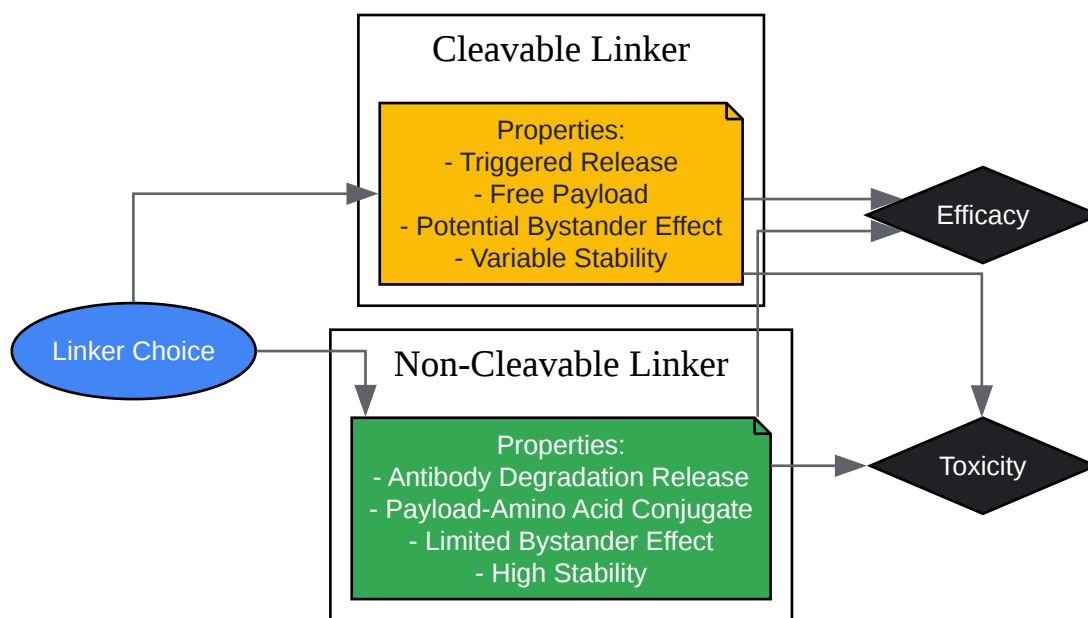 Cleavable Linker
Properties:
- Triggered Release
- Free Payload
- Potential Bystander Effect
- Variable Stability
Efficacy
Linker Choice
Non-Cleavable Linker
Properties:
- Antibody Degradation Release
- Payload-Amino Acid Conjugate
- Limited Bystander Effect
- High Stability
Toxicity